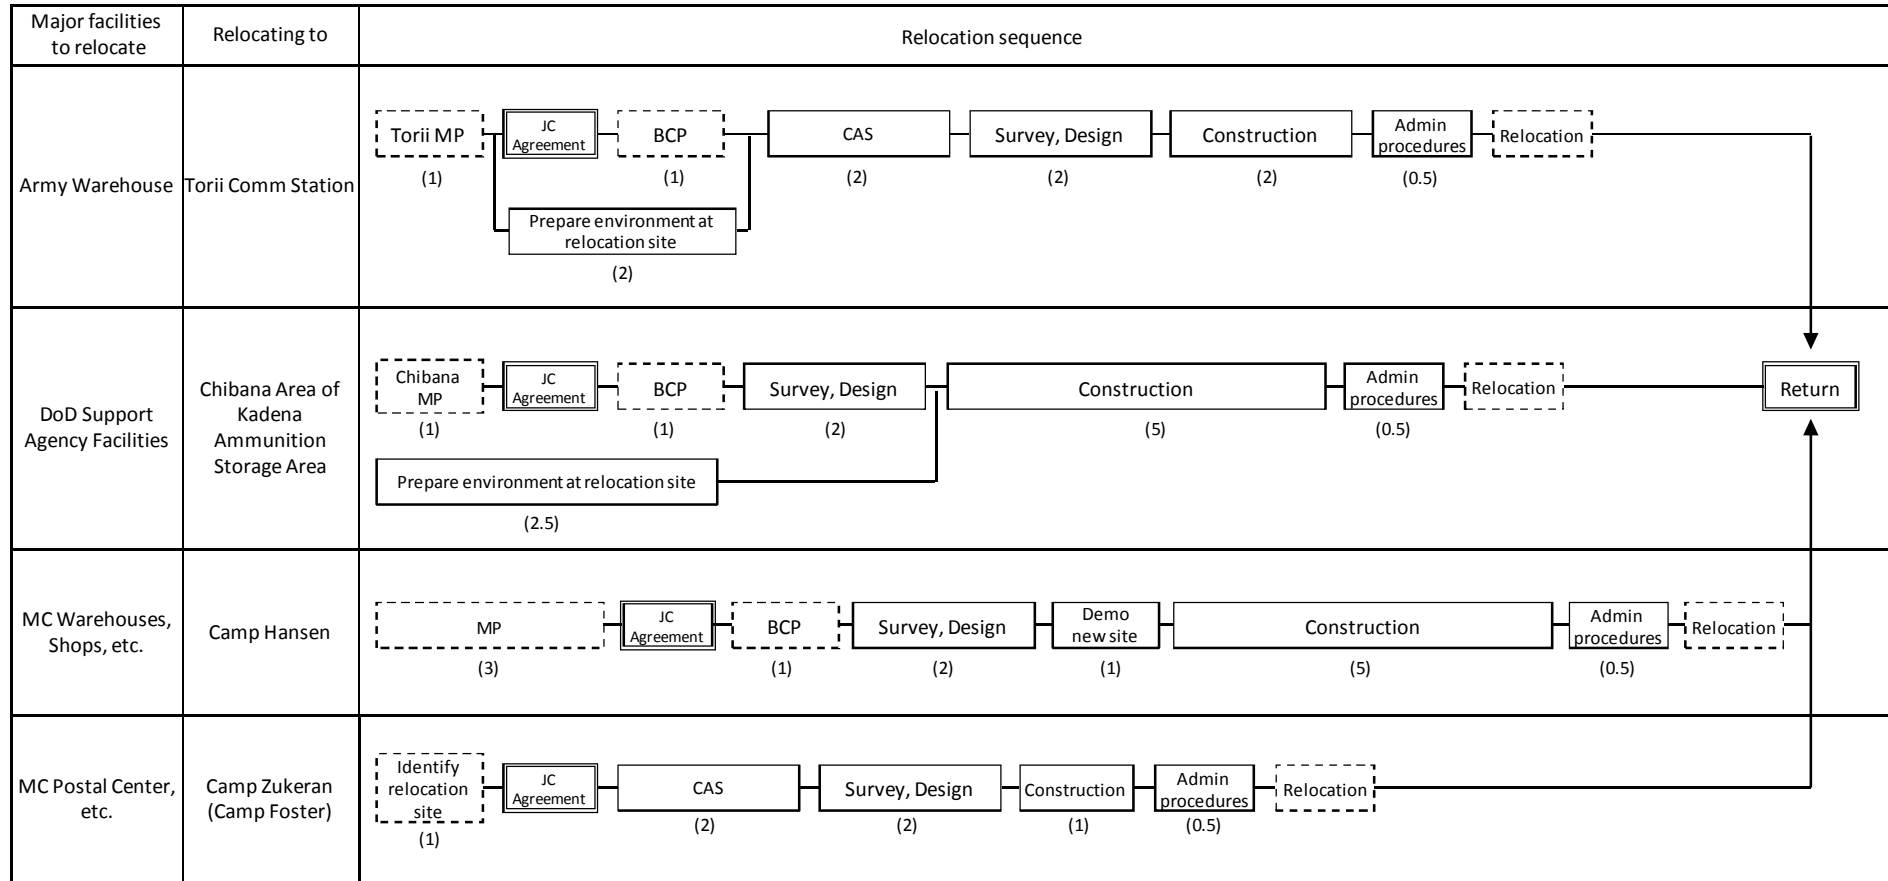 Major facilities
to relocate
Relocating to
Relocation sequence
Army Warehouse
Torii Comm Station
Torii MP
(1)
JC
Agreement
BCP
(1)
CAS
(2)
Survey, Design
(2)
Construction
(2)
Admin
procedures
(0.5)
Relocation
Prepare environment at
relocation site
(2)
DoD Support
Agency Facilities
Chibana Area of
Kadena
Ammunition
Storage Area
Chibana
MP
(1)
JC
Agreement
BCP
(1)
Survey, Design
(2)
Construction
(5)
Admin
procedures
(0.5)
Relocation
Return
Prepare environment at relocation site
(2.5)
MC Warehouses,
Shops, etc.
Camp Hansen
MP
(3)
JC
Agreement
BCP
(1)
Survey, Design
(2)
Demo
new site
(1)
Construction
(5)
Admin
procedures
(0.5)
Relocation
MC Postal Center,
etc.
Camp Zukeran
(Camp Foster)
Identify
relocation
site
(1)
JC
Agreement
CAS
(2)
Survey, Design
(2)
Construction
(1)
Admin
procedures
(0.5)
Relocation